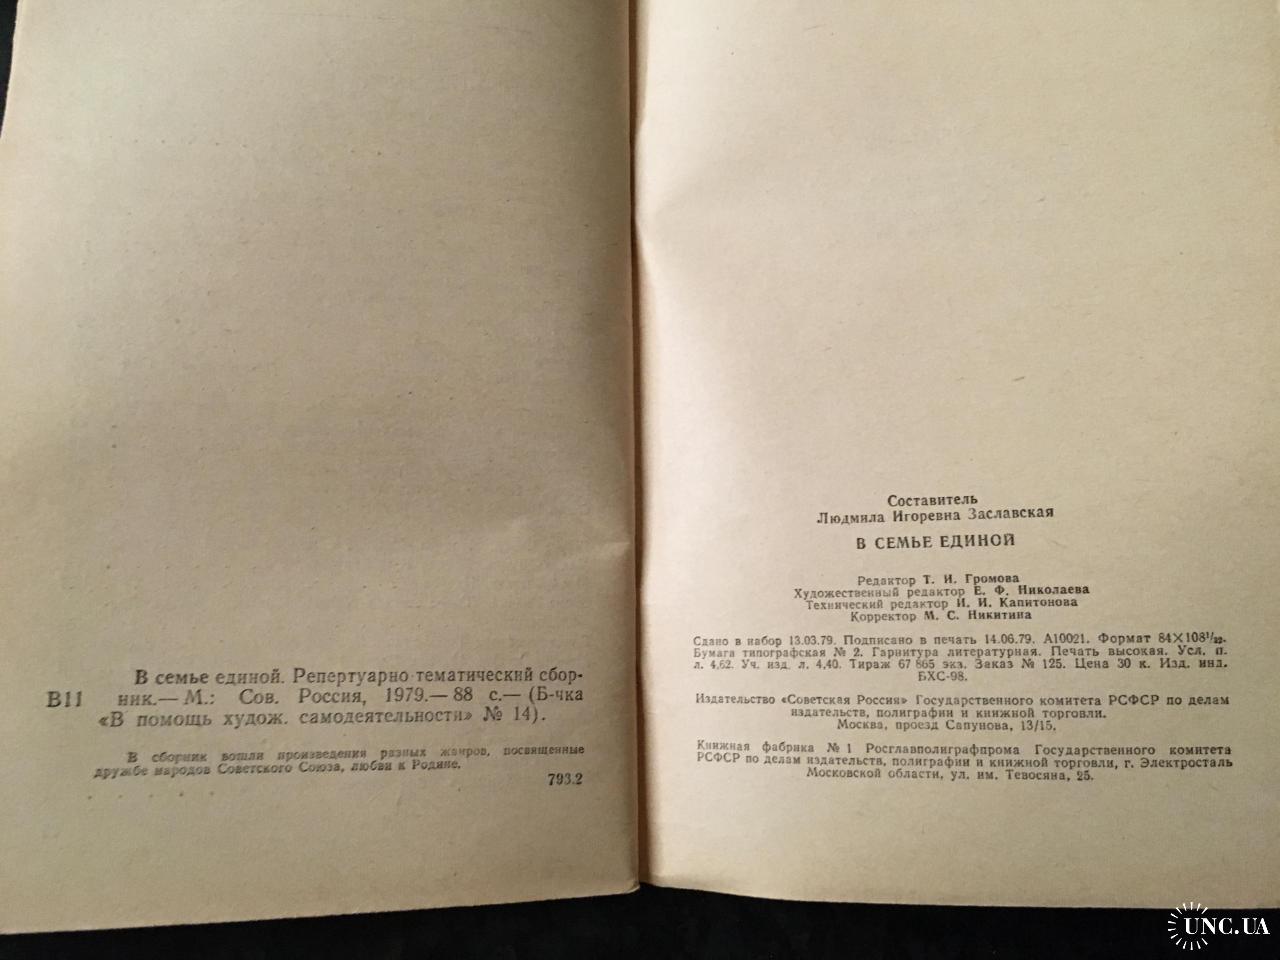 В семье единой. Репертуарно-тематический сбор-
В11 ник.— М.: Сов. Россия, 1979.— 88 с.— (Б-чка
«В помощь худож. самодеятельности» № 14).
В сборник вошли произведения разных жанров, посвященные
дружбе народов Советского Союза, любви к Родине.
793.2
Составитель
Людмила Игоревна Заславская
В СЕМЬЕ ЕДИНОЙ
Редактор Т. И. Громова
Художественный редактор Е. Ф. Николаева
Технический редактор И. И. Капитонова
Корректор М. С. Никитина
Сдано в набор 13.03.79. Подписано в печать 14.06.79. А10021. Формат 84×108¹/₃₂.
Бумага типографская № 2. Гарнитура литературная. Печать высокая. Усл. п.
л. 4,62. Уч. изд. л. 4,40. Тираж 67 865 экз. Заказ № 125. Цена 30 к. Изд. инд.
БХС-98.
Издательство «Советская Россия» Государственного комитета РСФСР по делам
издательств, полиграфии и книжной торговли.
Москва, проезд Сапунова, 13/15.
Книжная фабрика № 1 Росглавполиграфпрома Государственного комитета
РСФСР по делам издательств, полиграфии и книжной торговли, г. Электросталь
Московской области, ул. им. Тевосяна, 25.
UNC.UA